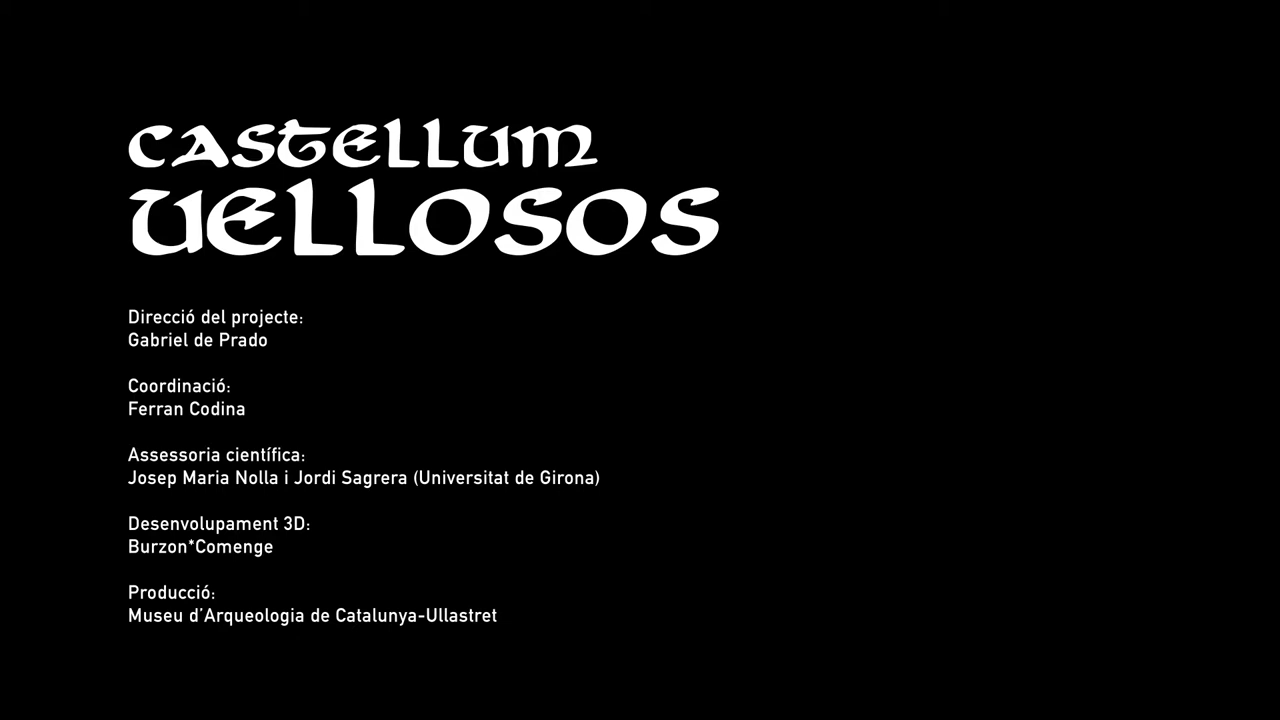 CASTELLUM
VELLOSOS
Direcció del projecte:
Gabriel de Prado
Coordinació:
Ferran Codina
Assessoria científica:
Josep Maria Nolla i Jordi Sagrera (Universitat de Girona)
Desenvolupament 3D:
Burzon*Comenge
Producció:
Museu d’Arqueologia de Catalunya-Ullastret